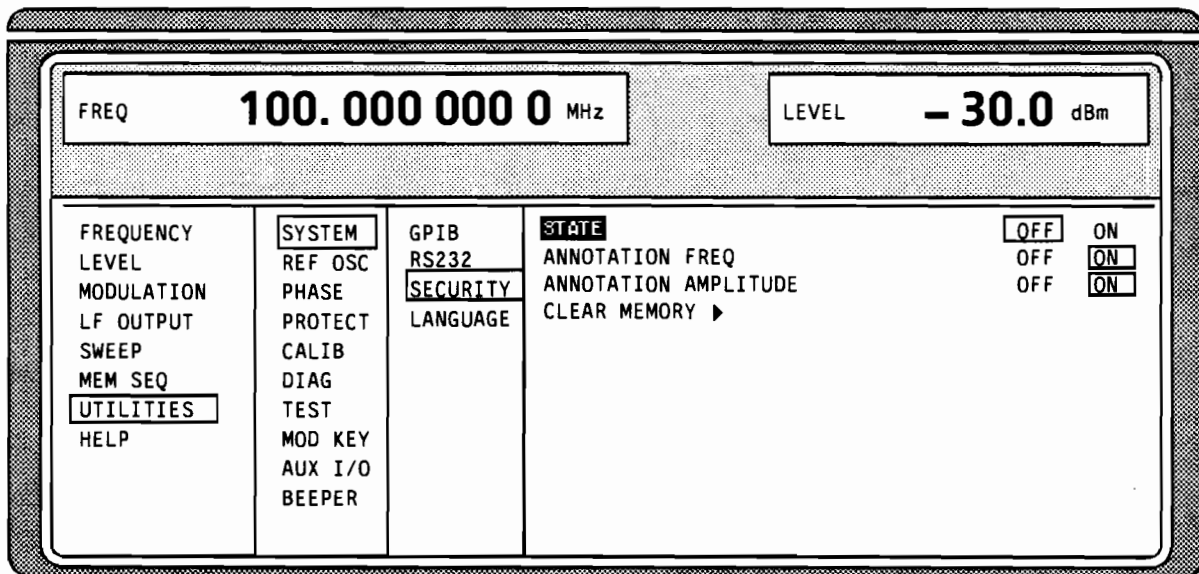 FREQ 100. 000 000 0 MHz
LEVEL – 30.0 dBm
FREQUENCY
LEVEL
MODULATION
LF OUTPUT
SWEEP
MEM SEQ
UTILITIES
HELP
SYSTEM
REF OSC
PHASE
PROTECT
CALIB
DIAG
TEST
MOD KEY
AUX I/O
BEEPER
GPIB
RS232
SECURITY
LANGUAGE
STATE OFF ON
ANNOTATION FREQ OFF ON
ANNOTATION AMPLITUDE OFF ON
CLEAR MEMORY ▶